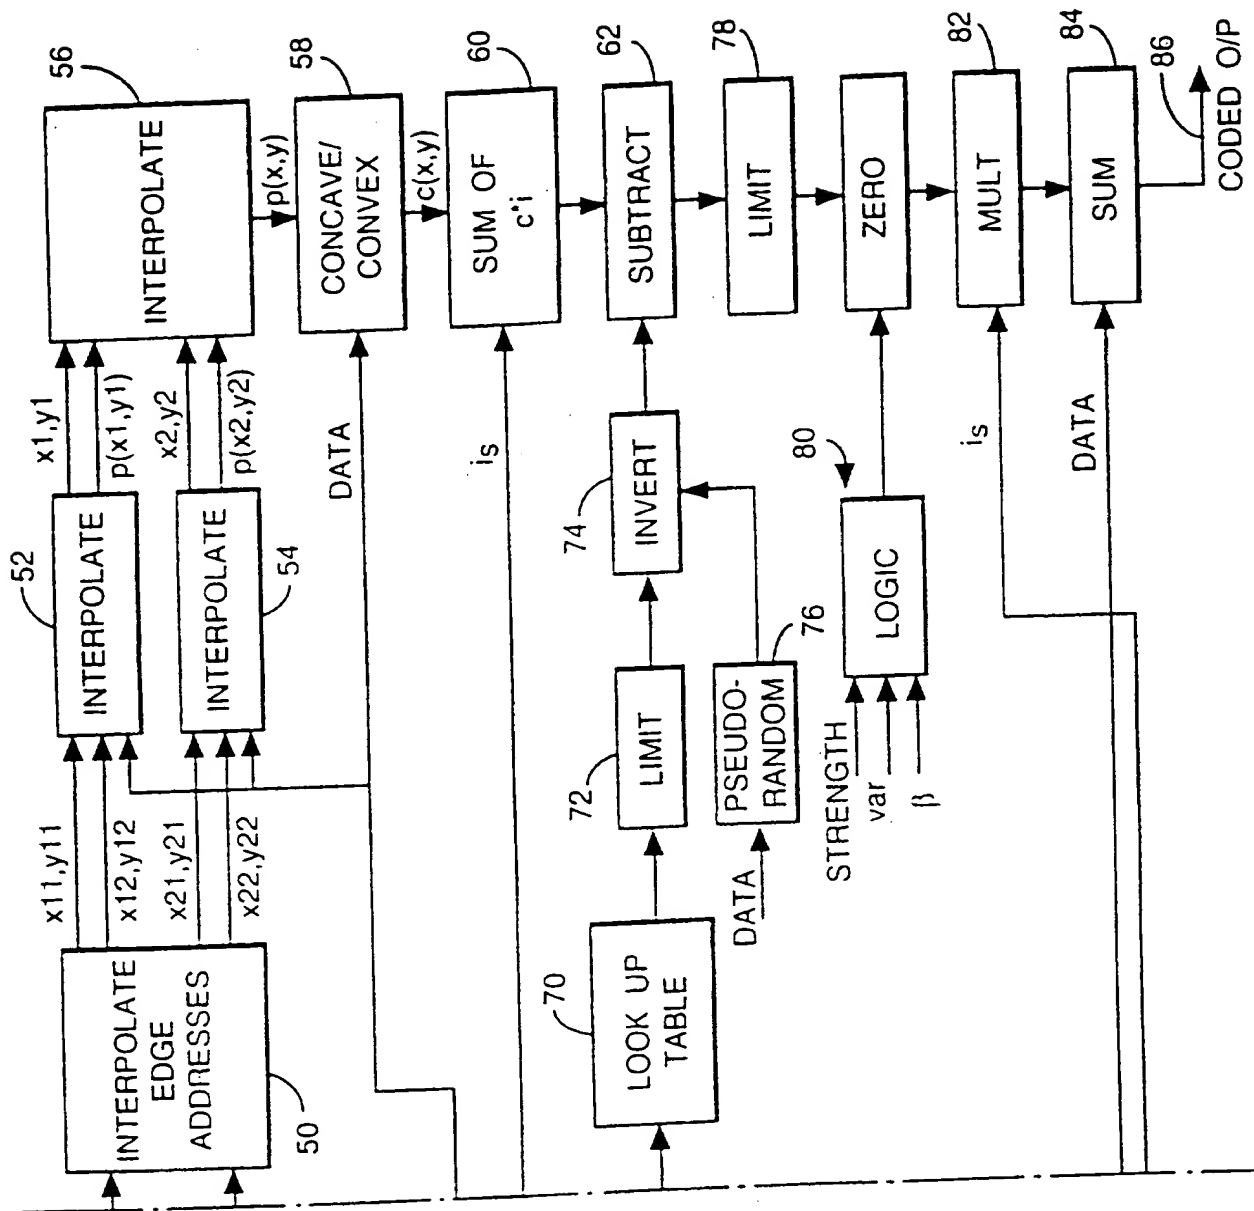 56
INTERPOLATE
p(x,y)
58
CONCAVE/
CONVEX
c(x,y)
60
SUM OF
c*i
62
SUBTRACT
78
LIMIT
ZERO
82
MULT
84
SUM
86
CODED O/P
x1,y1
p(x1,y1)
x2,y2
p(x2,y2)
DATA
is
52
INTERPOLATE
54
INTERPOLATE
74
INVERT
80
LOGIC
is
DATA
x11,y11
x12,y12
x21,y21
x22,y22
72
LIMIT
76
PSEUDO-
RANDOM
STRENGTH
var
β
DATA
INTERPOLATE
EDGE
ADDRESSES
50
70
LOOK UP
TABLE